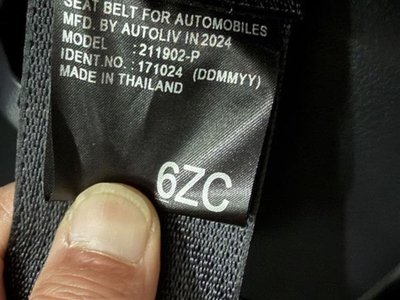 SEAT BELT FOR AUTOMOBILES
MFD. BY AUTOLIV IN 2024
MODEL : 211902-P
IDENT.NO. : 171024 (DDMMYY)
MADE IN THAILAND
6ZC